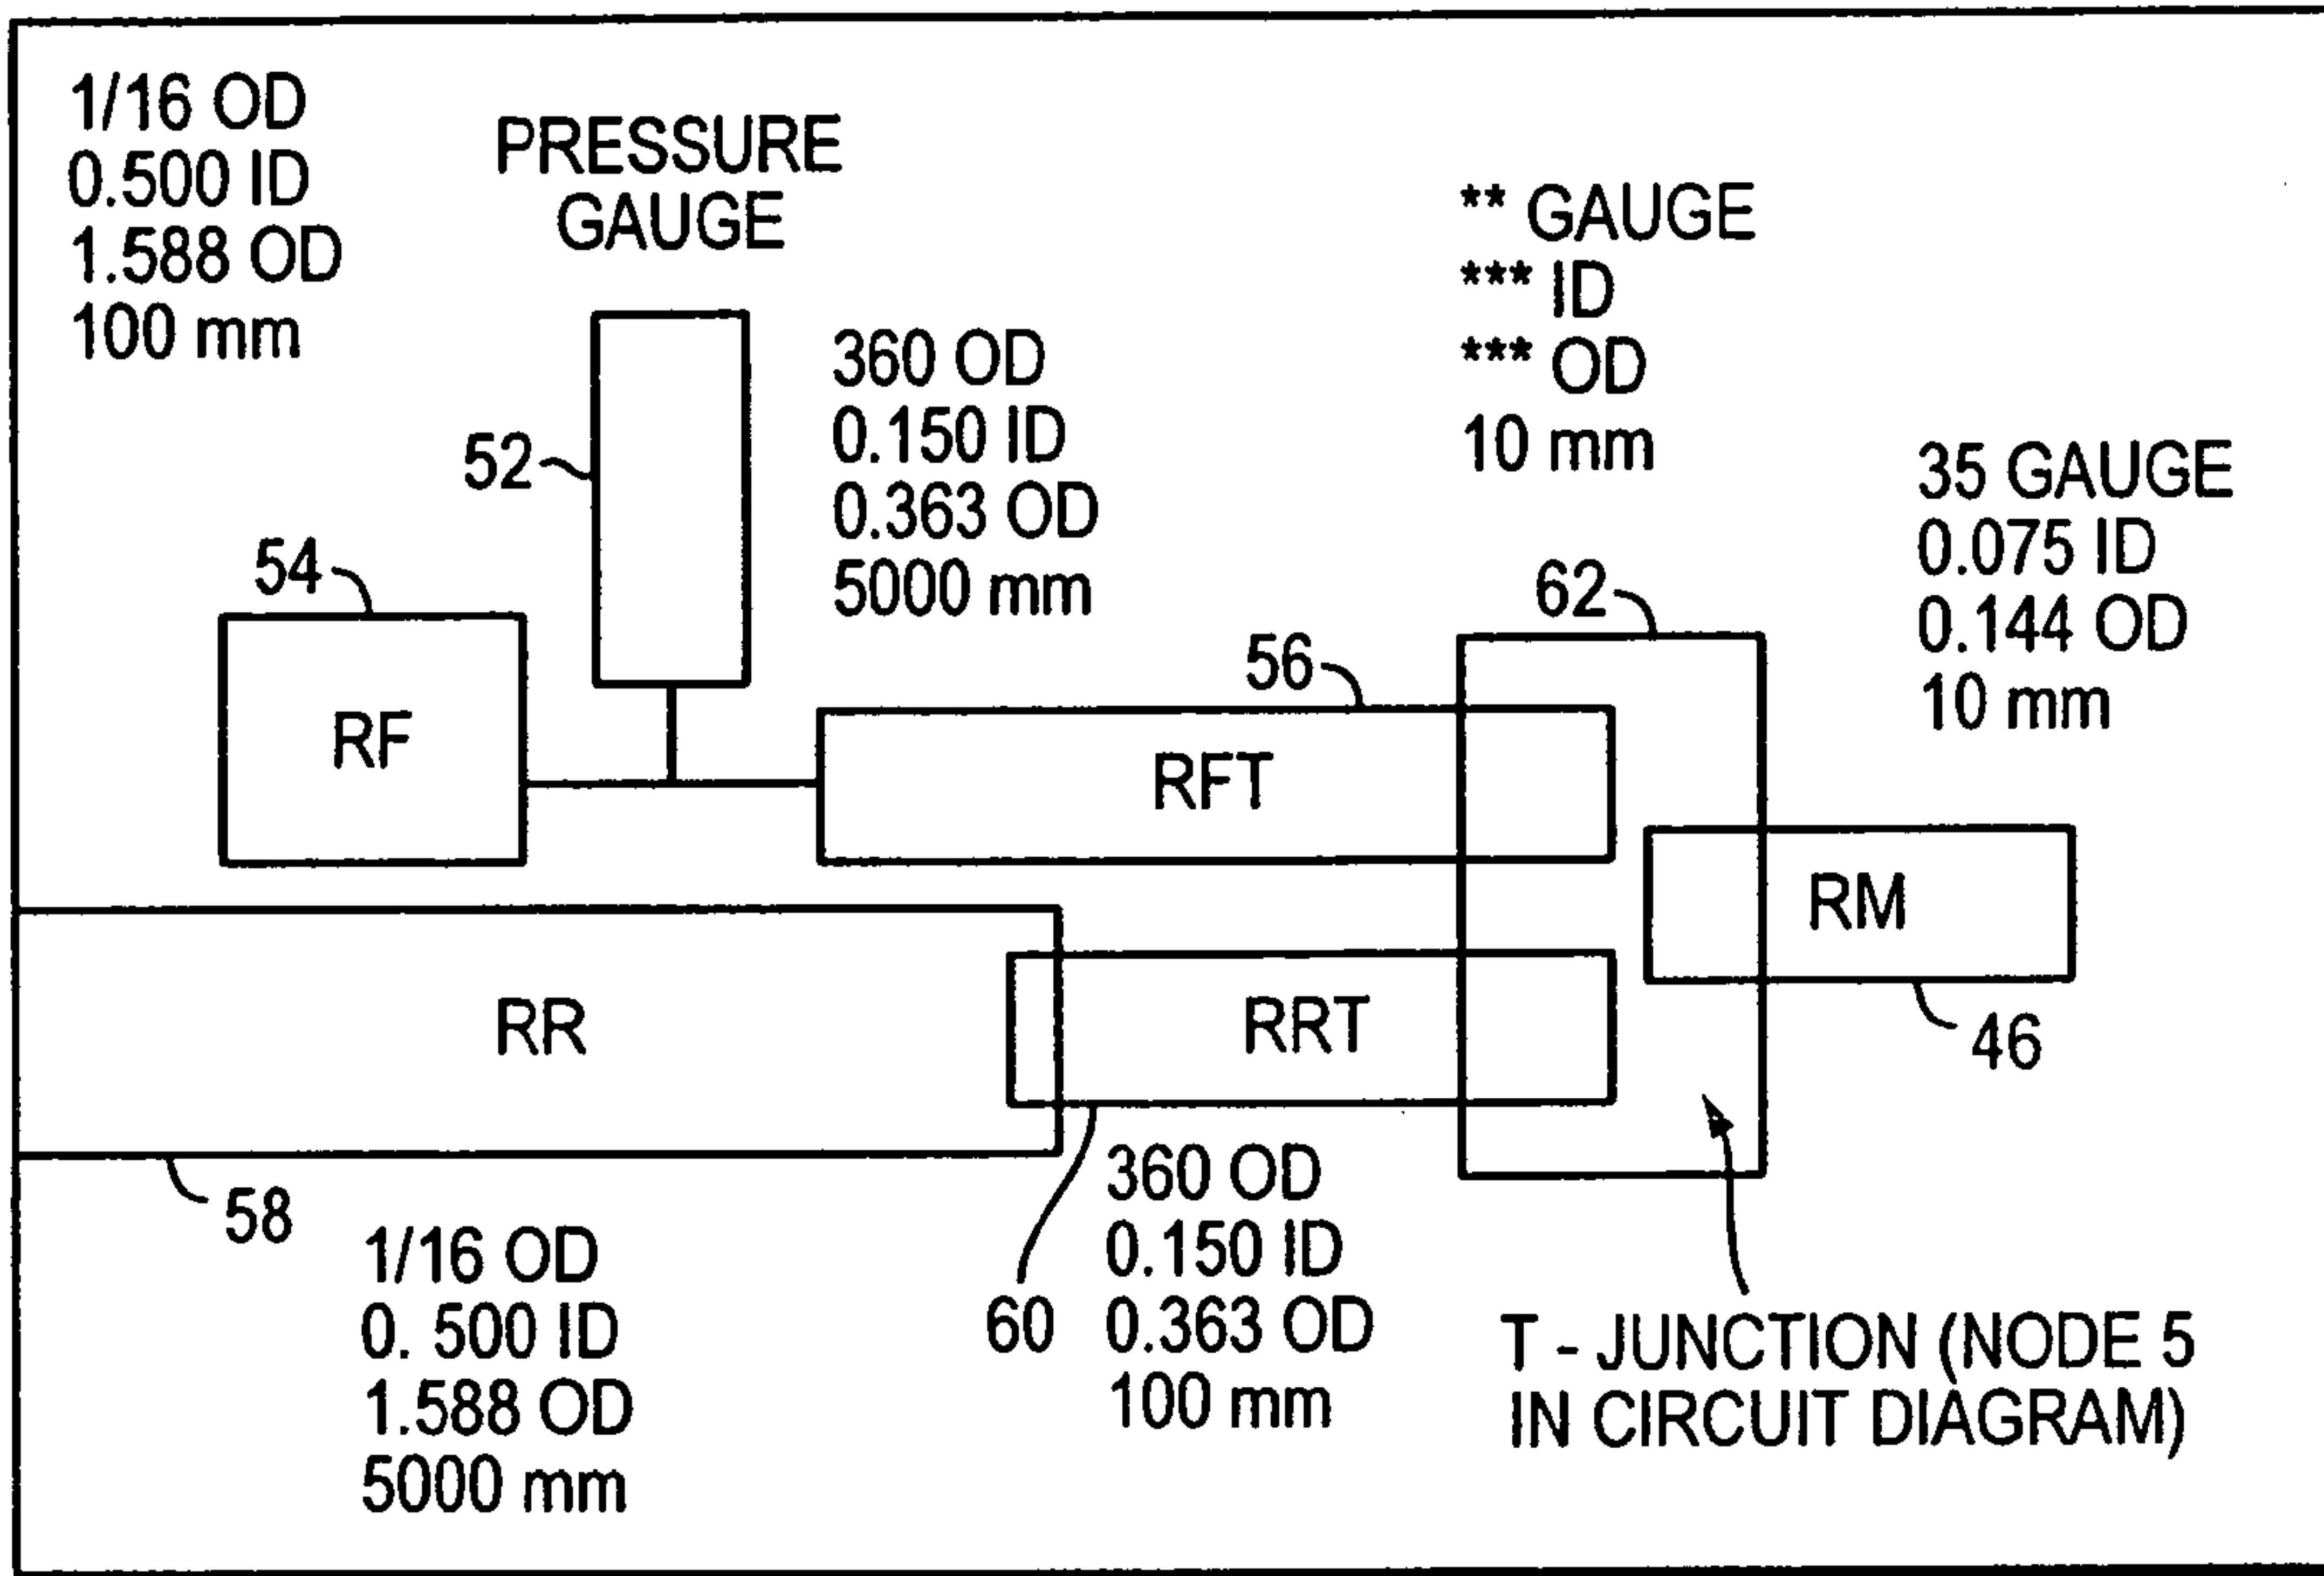 1/16 OD
0.500 ID
1.588 OD
100 mm
PRESSURE
GAUGE
** GAUGE
*** ID
*** OD
10 mm
360 OD
0.150 ID
0.363 OD
5000 mm
35 GAUGE
0.075 ID
0.144 OD
10 mm
52
54
62
56
RF
RFT
RM
RR
RRT
46
58
60
1/16 OD
0. 500 ID
1.588 OD
5000 mm
360 OD
0.150 ID
0.363 OD
100 mm
T - JUNCTION (NODE 5
IN CIRCUIT DIAGRAM)